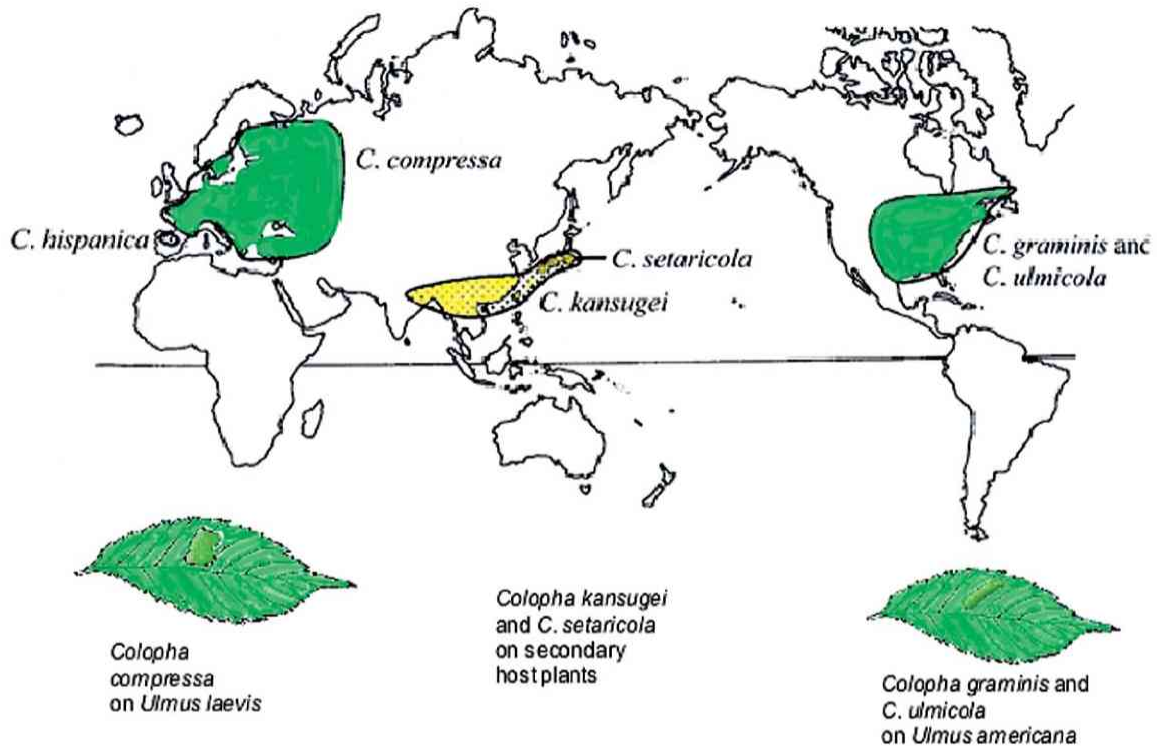 C. compressa
C. hispanica
C. setaricola
C. kansugei
C. graminis and
C. ulmicola
Colopha
compressa
on Ulmus laevis
Colopha kansugei
and C. setaricola
on secondary
host plants
Colopha graminis and
C. ulmicola
on Ulmus americana